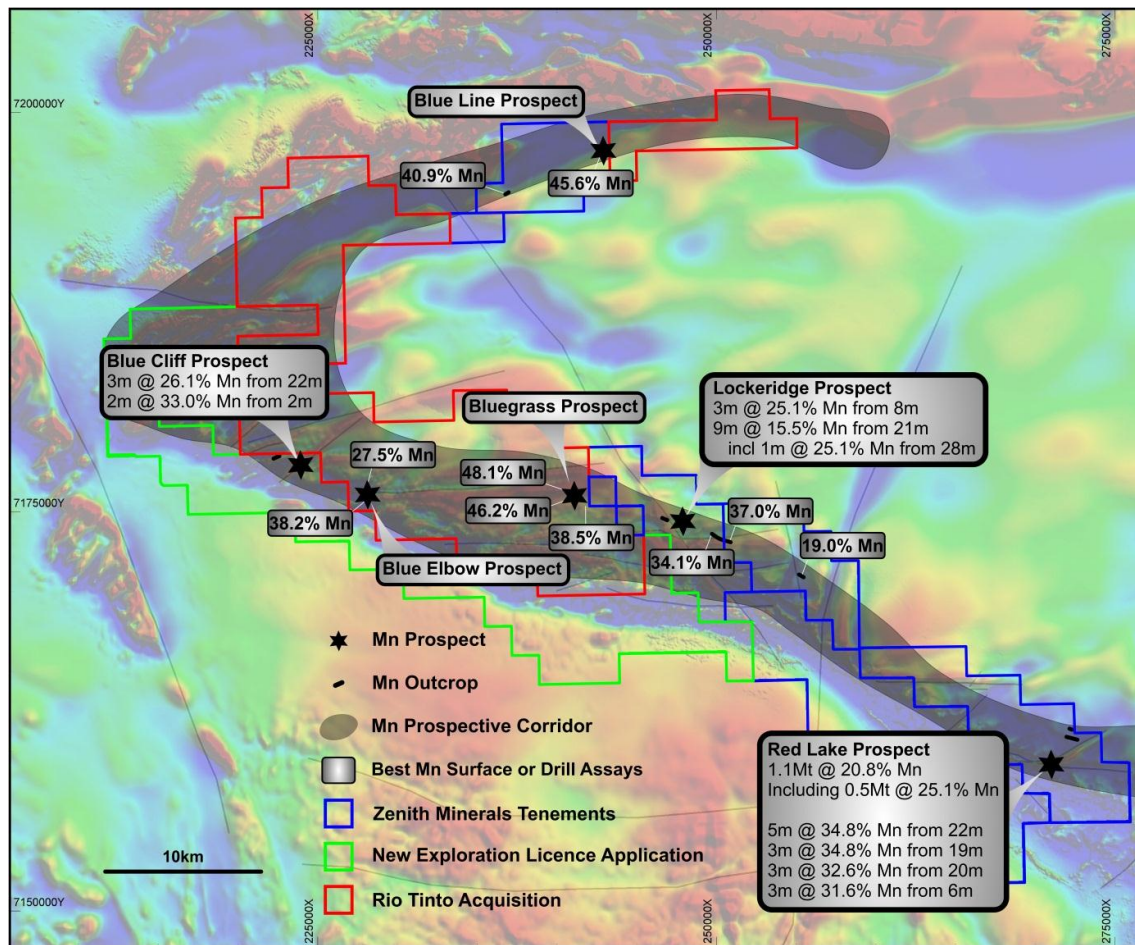 225000X
250000X
275000X
7200000Y
Blue Line Prospect
40.9% Mn
45.6% Mn
Blue Cliff Prospect
3m @ 26.1% Mn from 22m
2m @ 33.0% Mn from 2m
Lockeridge Prospect
3m @ 25.1% Mn from 8m
9m @ 15.5% Mn from 21m
incl 1m @ 25.1% Mn from 28m
Bluegrass Prospect
27.5% Mn
48.1% Mn
46.2% Mn
7175000Y
38.2% Mn
38.5% Mn
37.0% Mn
34.1% Mn
19.0% Mn
Blue Elbow Prospect
Mn Prospect
Mn Outcrop
Mn Prospective Corridor
Best Mn Surface or Drill Assays
Zenith Minerals Tenements
New Exploration Licence Application
Rio Tinto Acquisition
Red Lake Prospect
1.1Mt @ 20.8% Mn
Including 0.5Mt @ 25.1% Mn
5m @ 34.8% Mn from 22m
3m @ 34.8% Mn from 19m
3m @ 32.6% Mn from 20m
3m @ 31.6% Mn from 6m
10km
7150000Y
225000X
250000X
275000X